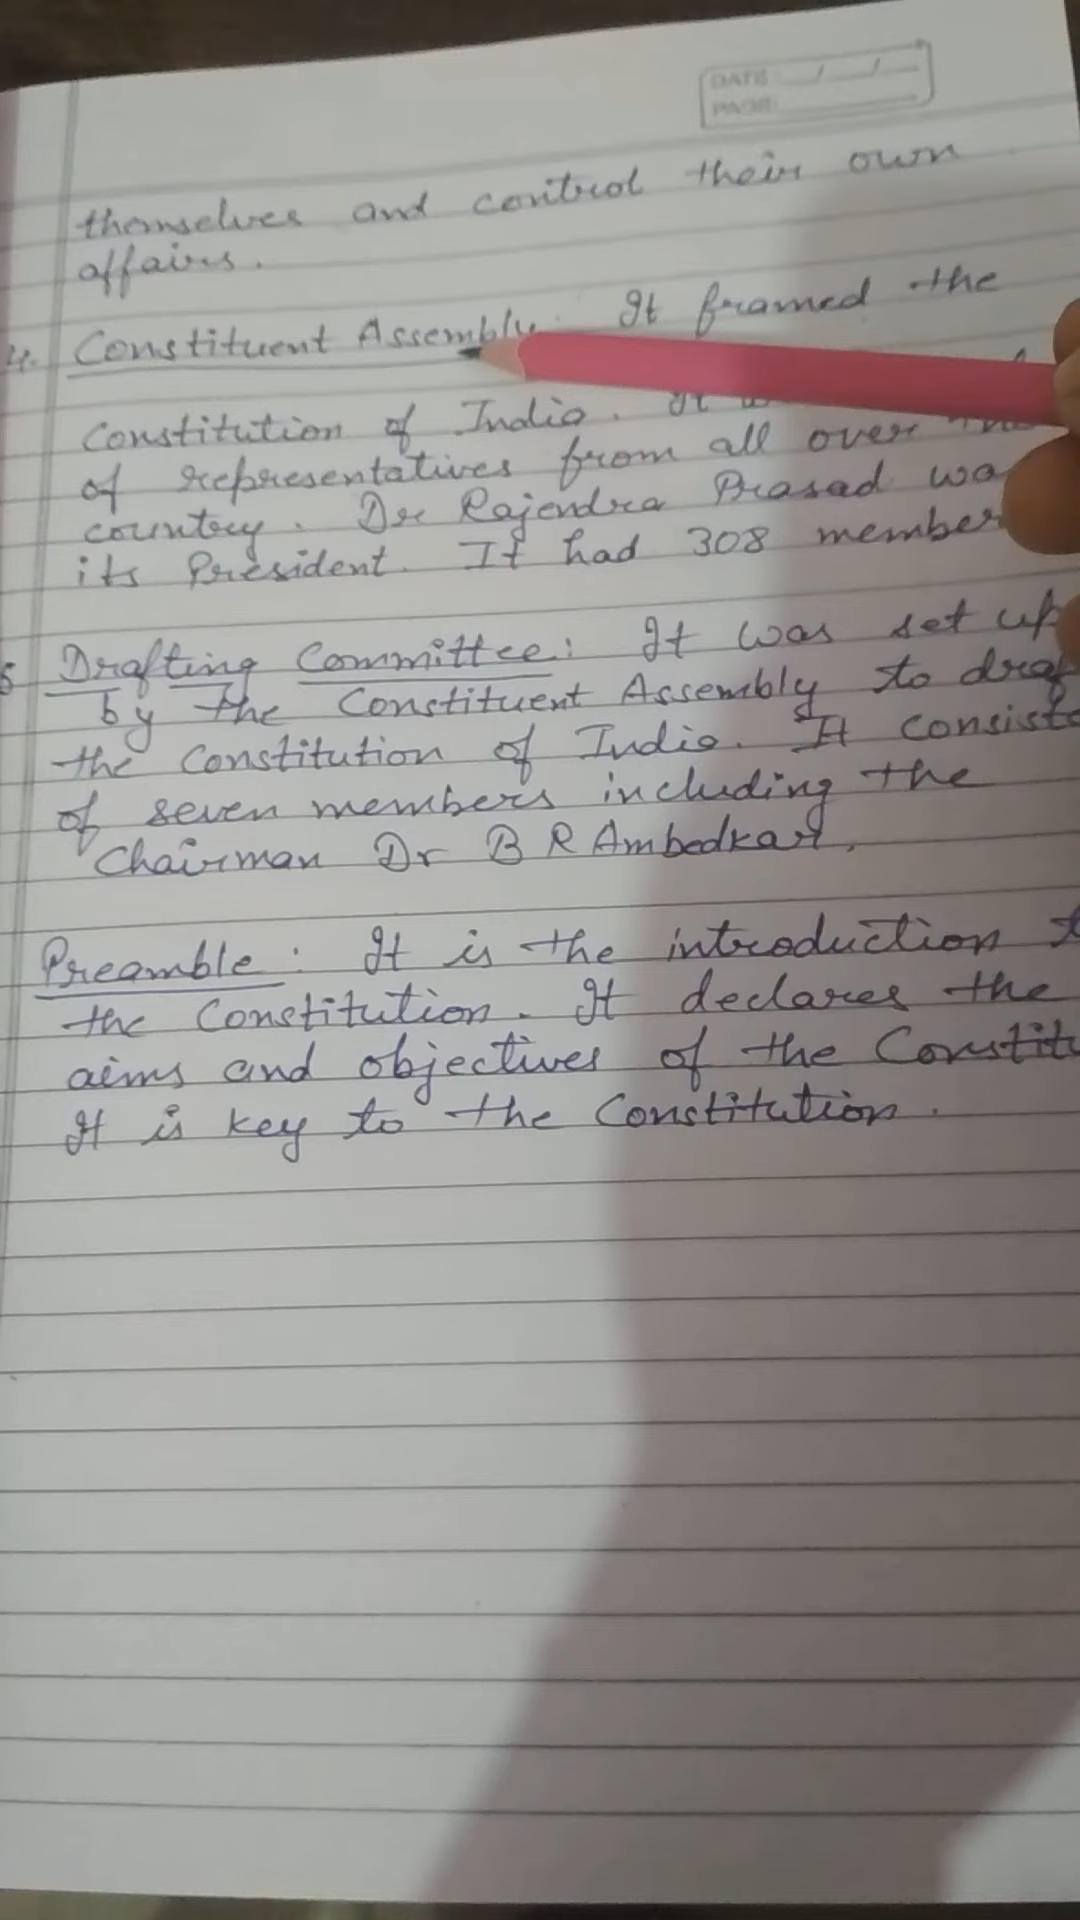 DATE
PAGE:
themselves and control their own
affairs.
4. Constituent Assembly. It framed the
Constitution of India. It
of representatives from all over
country. Dr Rajendra Prasad wa
its President. It had 308 member
5 Drafting Committee: It was set up
by the Constituent Assembly to draf
the Constitution of India. It consist
of seven members including the
Chairman Dr B R Ambedkar.
Preamble: It is the introduction
the Constitution. It declares the
aims and objectives of the Constitu
It is key to the Constitution.